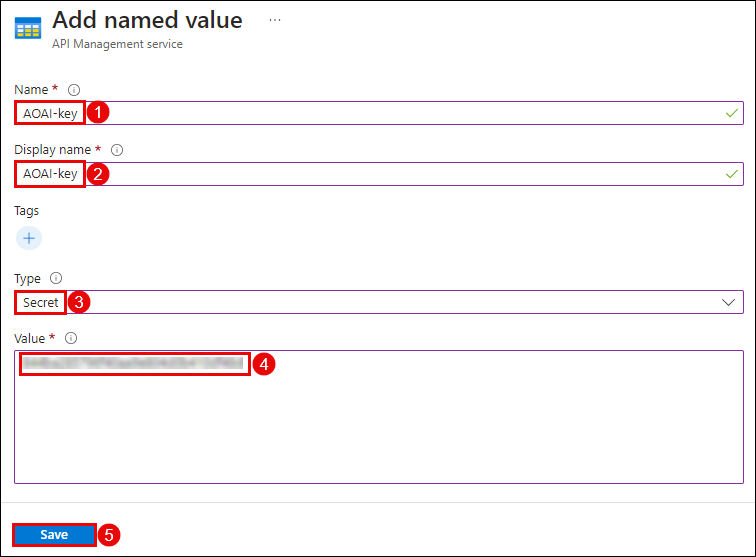 Add named value ...
API Management service
Name *
AOAI-key 1
Display name *
AOAI-key 2
Tags
Type
Secret 3
Value *
4
Save 5